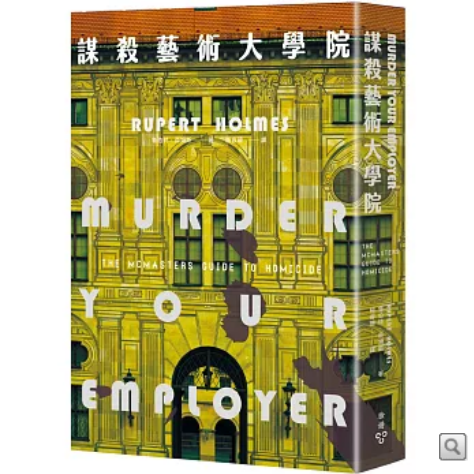 謀殺藝術大學院
RUPERT HOLMES
MURDER
THE MCMASTERS GUIDE TO HOMICIDE
YOUR
EMPLOYER
謀殺藝術大學院
MURDER YOUR EMPLOYER
THE
MCMASTERS
GUIDE TO
HOMICIDE